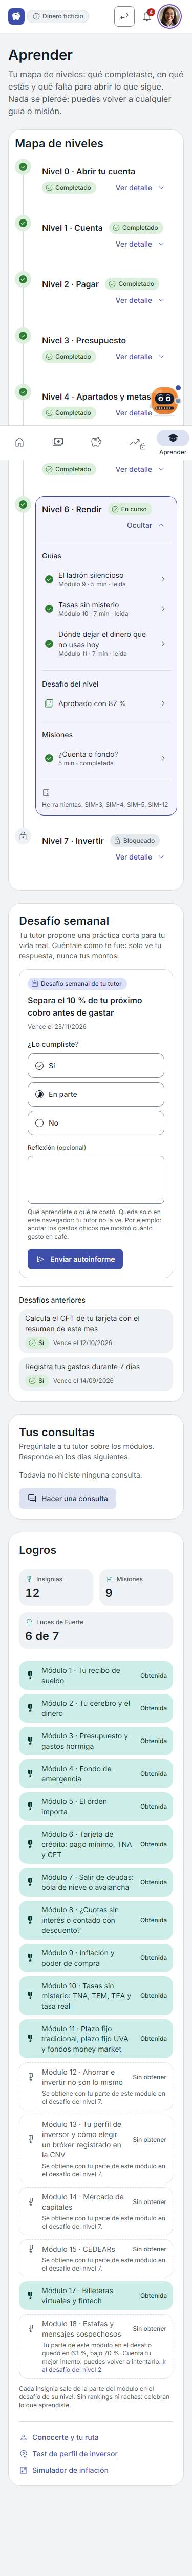 Dinero ficticio
4
Aprender
Tu mapa de niveles: qué completaste, en qué
estás y qué falta para abrir lo que sigue.
Nada se pierde: puedes volver a cualquier
guía o misión.
Mapa de niveles
Nivel 0 · Abrir tu cuenta
Completado
Ver detalle
Nivel 1 · Cuenta
Completado
Ver detalle
Nivel 2 · Pagar
Completado
Ver detalle
Nivel 3 · Presupuesto
Completado
Ver detalle
Nivel 4 · Apartados y metas
Completado
Ver detalle
Aprender
Completado
Ver detalle
Nivel 6 · Rendir
En curso
Ocultar
Guías
El ladrón silencioso
Módulo 9 · 5 min · leída
Tasas sin misterio
Módulo 10 · 7 min · leída
Dónde dejar el dinero que
no usas hoy
Módulo 11 · 7 min · leída
Desafío del nivel
Aprobado con 87 %
Misiones
¿Cuenta o fondo?
5 min · completada
Herramientas: SIM-3, SIM-4, SIM-5, SIM-12
Nivel 7 · Invertir
Bloqueado
Ver detalle
Desafío semanal
Tu tutor propone una práctica corta para tu
vida real. Cuéntale cómo te fue: solo ve tu
respuesta, nunca tus montos.
Desafío semanal de tu tutor
Separa el 10 % de tu próximo
cobro antes de gastar
Vence el 23/11/2026
¿Lo cumpliste?
Sí
En parte
No
Reflexión (opcional)
Qué aprendiste o qué te costó. Queda solo en
este navegador: tu tutor no la ve. Por ejemplo:
anotar los gastos chicos me mostró cuánto
gasto en café.
Enviar autoinforme
Desafíos anteriores
Calcula el CFT de tu tarjeta con el
resumen de este mes
Sí
Vence el 12/10/2026
Registra tus gastos durante 7 días
Sí
Vence el 14/09/2026
Tus consultas
Pregúntale a tu tutor sobre los módulos.
Responde en los días siguientes.
Todavía no hiciste ninguna consulta.
Hacer una consulta
Logros
Insignias
12
Misiones
9
Luces de Fuerte
6 de 7
Módulo 1 · Tu recibo de
sueldo
Obtenida
Módulo 2 · Tu cerebro y el
dinero
Obtenida
Módulo 3 · Presupuesto y
gastos hormiga
Obtenida
Módulo 4 · Fondo de
emergencia
Obtenida
Módulo 5 · El orden
importa
Obtenida
Módulo 6 · Tarjeta de
crédito: pago mínimo, TNA
y CFT
Obtenida
Módulo 7 · Salir de deudas:
bola de nieve o avalancha
Obtenida
Módulo 8 · ¿Cuotas sin
interés o contado con
descuento?
Obtenida
Módulo 9 · Inflación y
poder de compra
Obtenida
Módulo 10 · Tasas sin
misterio: TNA, TEM, TEA y
tasa real
Obtenida
Módulo 11 · Plazo fijo
tradicional, plazo fijo UVA
y fondos money market
Obtenida
Módulo 12 · Ahorrar e
invertir no son lo mismo
Sin obtener
Se obtiene con tu parte de este módulo en
el desafío del nivel 7.
Módulo 13 · Tu perfil de
inversor y cómo elegir
un bróker registrado en
la CNV
Sin obtener
Se obtiene con tu parte de este módulo en
el desafío del nivel 7.
Módulo 14 · Mercado de
capitales
Sin obtener
Se obtiene con tu parte de este módulo en
el desafío del nivel 7.
Módulo 15 · CEDEARs
Sin obtener
Se obtiene con tu parte de este módulo en
el desafío del nivel 7.
Módulo 17 · Billeteras
virtuales y fintech
Obtenida
Módulo 18 · Estafas y
mensajes sospechosos
Sin obtener
Tu parte de este módulo en el desafío
quedó en 63 %, bajo 70 %. Cuenta tu
mejor intento: puedes volver a intentarlo. Ir
al desafío del nivel 2
Cada insignia sale de la parte del módulo en el
desafío de su nivel. Sin rankings ni rachas: celebran
lo que aprendiste.
Conocerte y tu ruta
Test de perfil de inversor
Simulador de inflación